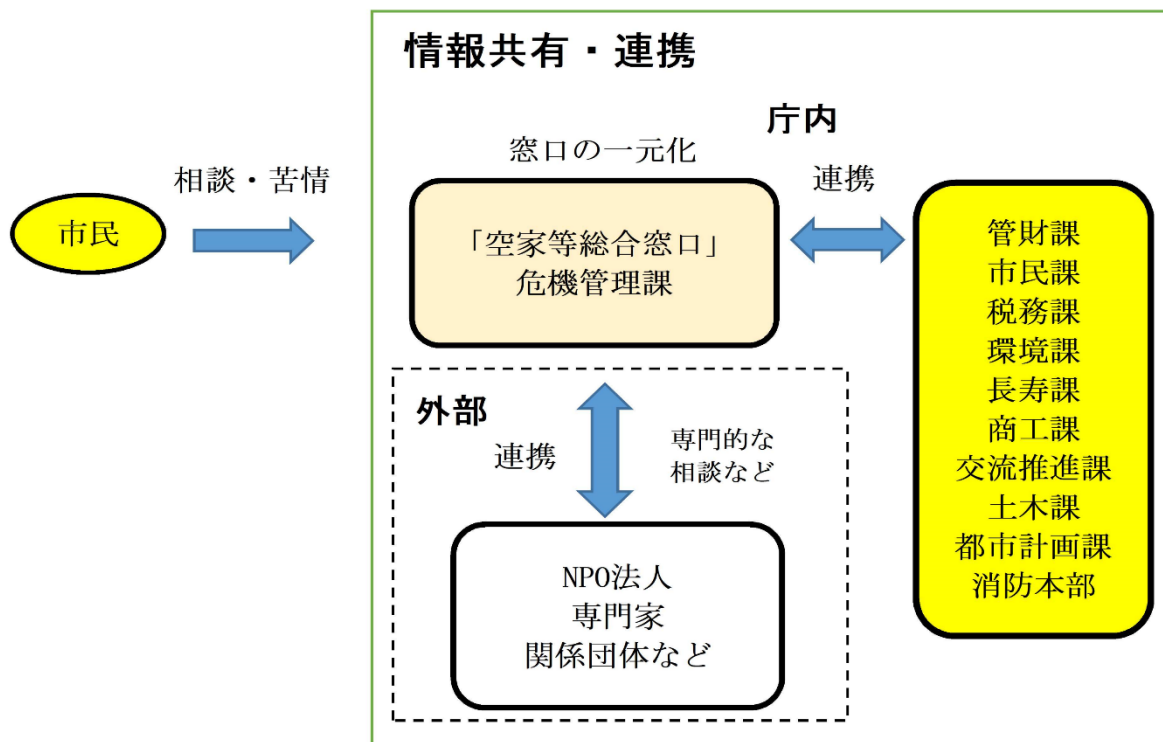 情報共有・連携
庁内
窓口の一元化
相談・苦情
連携
市民
「空家等総合窓口」
危機管理課
管財課
市民課
税務課
環境課
長寿課
商工課
交流推進課
土木課
都市計画課
消防本部
外部
連携
専門的な
相談など
NPO法人
専門家
関係団体など